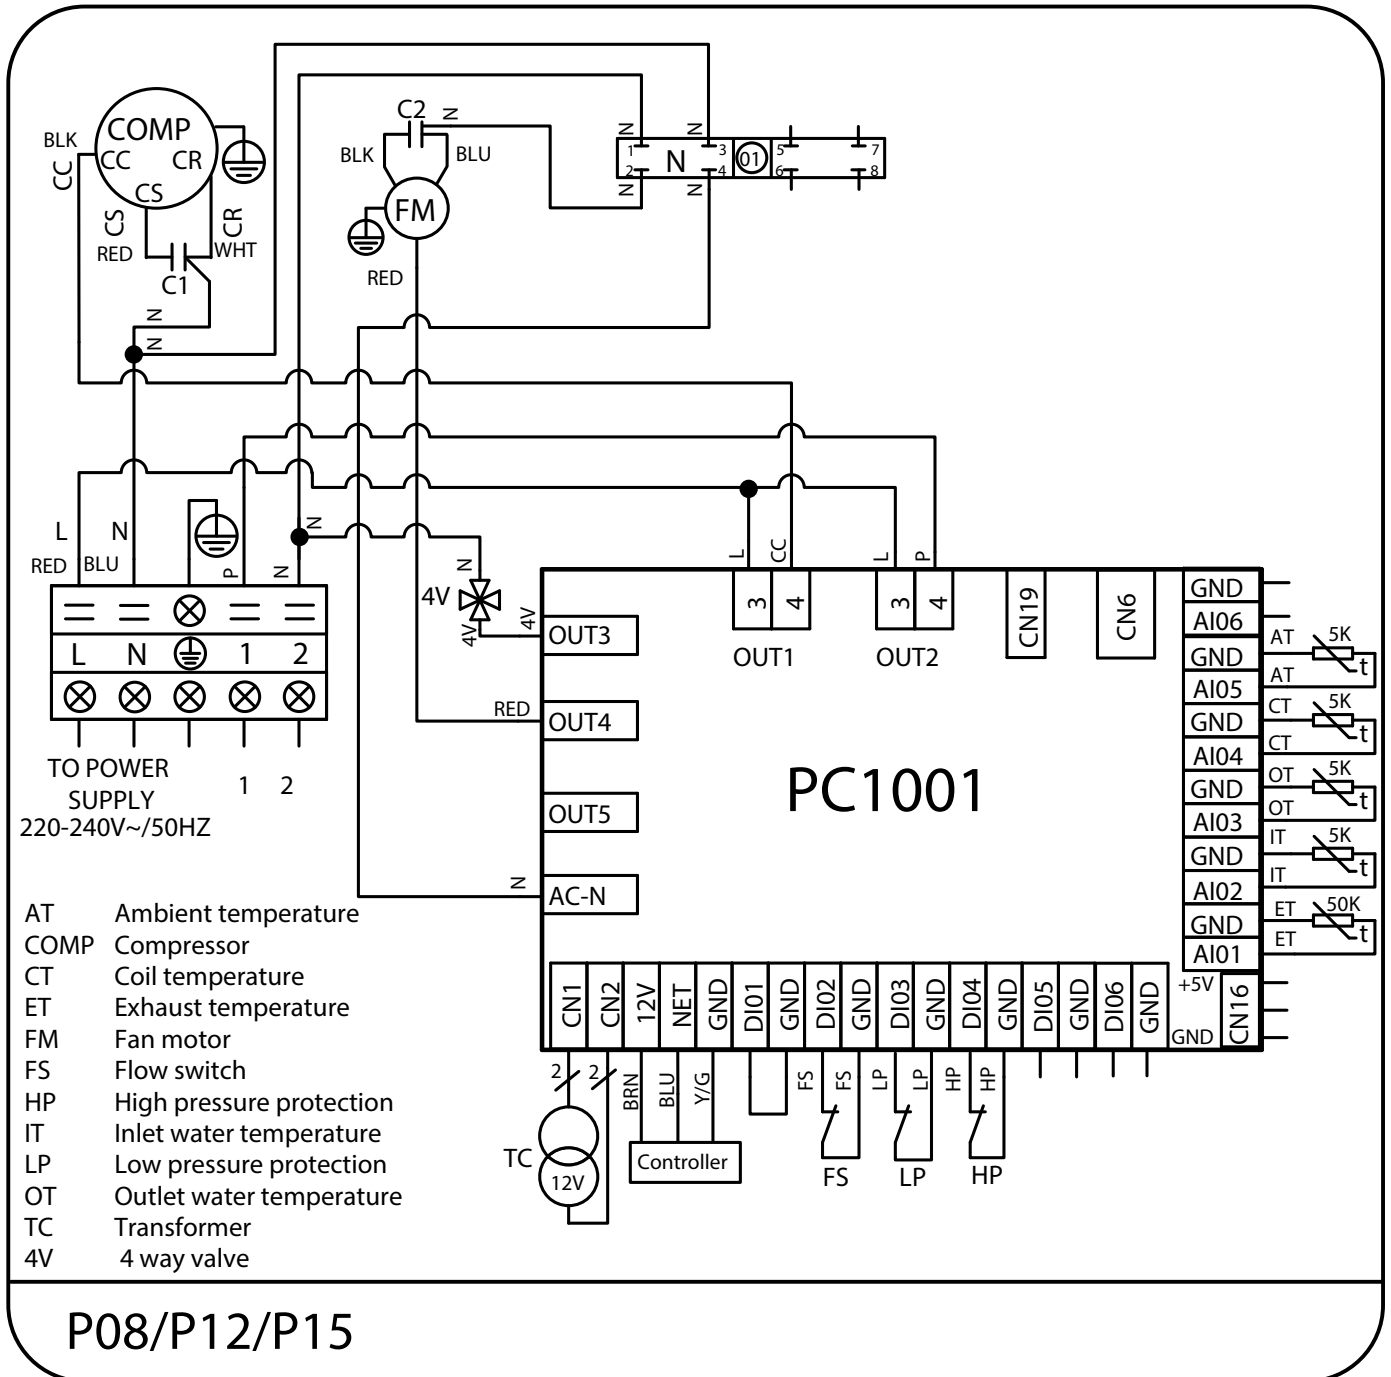 COMP
CC CR
CS
BLK
CC
CS
CR
RED
WHT
C1
N
N
C2
N
BLK
BLU
FM
RED
N
N
1
N
3
01
5
7
2
4
6
8
N
N
L
N
RED
BLU
P
N
N
L
N
1
2
TO POWER
SUPPLY
220-240V~/50HZ
1
2
N
4V
4V
4V
L
CC
L
P
3
4
3
4
OUT1
OUT2
CN19
CN6
OUT3
RED
OUT4
OUT5
N
AC-N
PC1001
GND
AI06
GND
AI05
GND
AI04
GND
AI03
GND
AI02
GND
AI01
+5V
GND
CN16
AT
5K
AT
t
CT
5K
CT
t
OT
5K
OT
t
IT
5K
IT
t
ET
50K
ET
t
CN1
CN2
12V
NET
GND
DI01
GND
DI02
GND
DI03
GND
DI04
GND
DI05
GND
DI06
GND
2
2
BRN
BLU
Y/G
FS
FS
LP
LP
HP
HP
TC
12V
Controller
FS
LP
HP
AT Ambient temperature
COMP Compressor
CT Coil temperature
ET Exhaust temperature
FM Fan motor
FS Flow switch
HP High pressure protection
IT Inlet water temperature
LP Low pressure protection
OT Outlet water temperature
TC Transformer
4V 4 way valve
P08/P12/P15